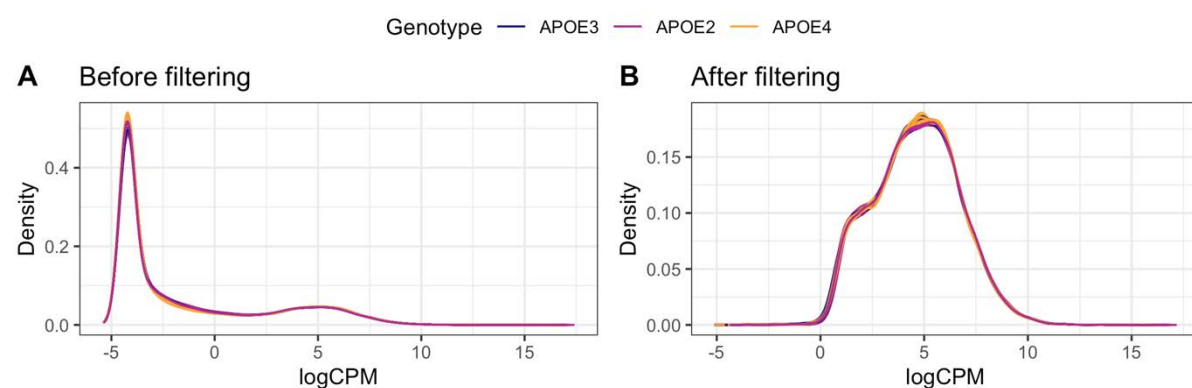 Genotype APOE3 APOE2 APOE4
A Before filtering
0.4
0.2
0.0
Density
-5 0 5 10 15
logCPM
B After filtering
0.15
0.10
0.05
0.00
Density
-5 0 5 10 15
logCPM